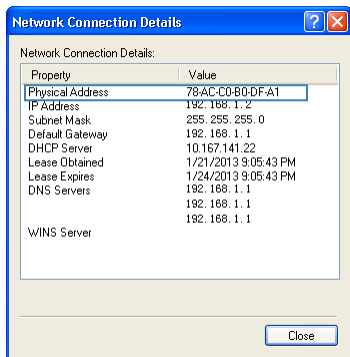 Network Connection Details
Network Connection Details:
Property Value
Physical Address 78-AC-C0-B0-DF-A1
IP Address 192. 168. 1. 2
Subnet Mask 255. 255. 255. 0
Default Gateway 192. 168. 1. 1
DHCP Server 10.167.141.22
Lease Obtained 1/21/2013 9:05:43 PM
Lease Expires 1/24/2013 9:05:43 PM
DNS Servers 192. 168. 1. 1
192. 168. 1. 1
192. 168. 1. 1
WINS Server
Close